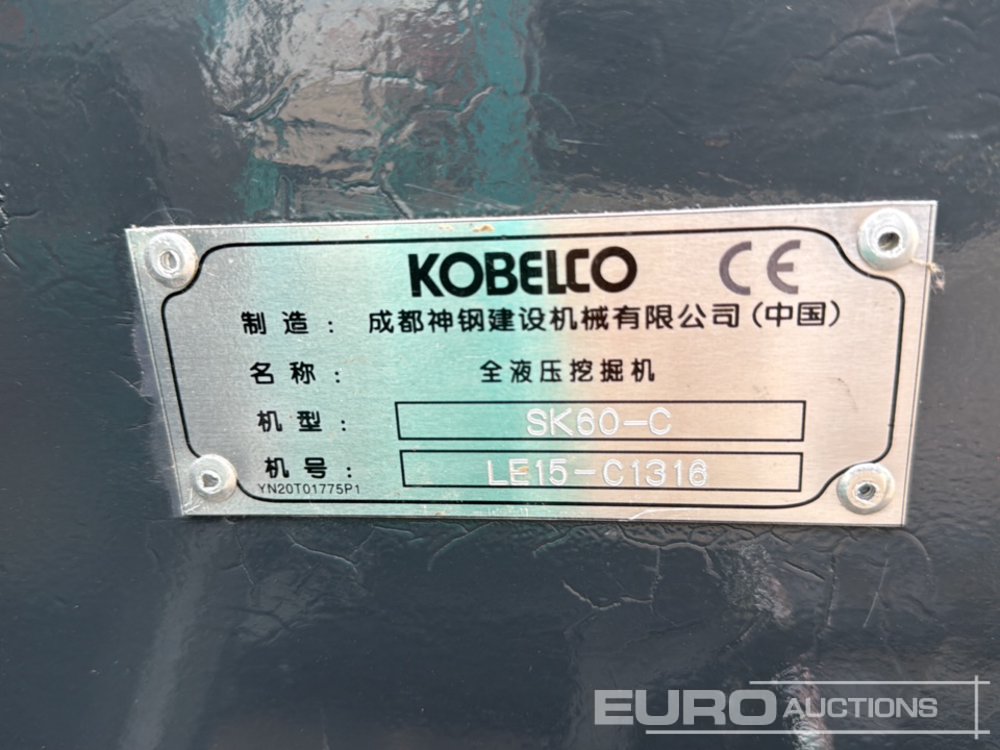 KOBELCO CE
制造： 成都神钢建设机械有限公司(中国)
名称： 全液压挖掘机
机型： SK60-C
机号： LE15-C1316
YN20T01775P1
EURO AUCTIONS